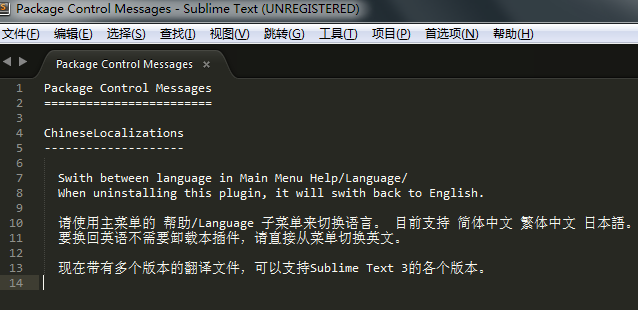 Package Control Messages - Sublime Text (UNREGISTERED)
文件(F) 编辑(E) 选择(S) 查找(I) 视图(V) 跳转(G) 工具(T) 项目(P) 首选项(N) 帮助(H)
Package Control Messages ×
1 Package Control Messages
2 ========================
3
4 ChineseLocalizations
5 --------------------
6
7 Swith between language in Main Menu Help/Language/
8 When uninstalling this plugin, it will swith back to English.
9
10 请使用主菜单的 帮助/Language 子菜单来切换语言。 目前支持 简体中文 繁体中文 日本語。
11 要换回英语不需要卸载本插件，请直接从菜单切换英文。
12
13 现在带有多个版本的翻译文件，可以支持Sublime Text 3的各个版本。
14